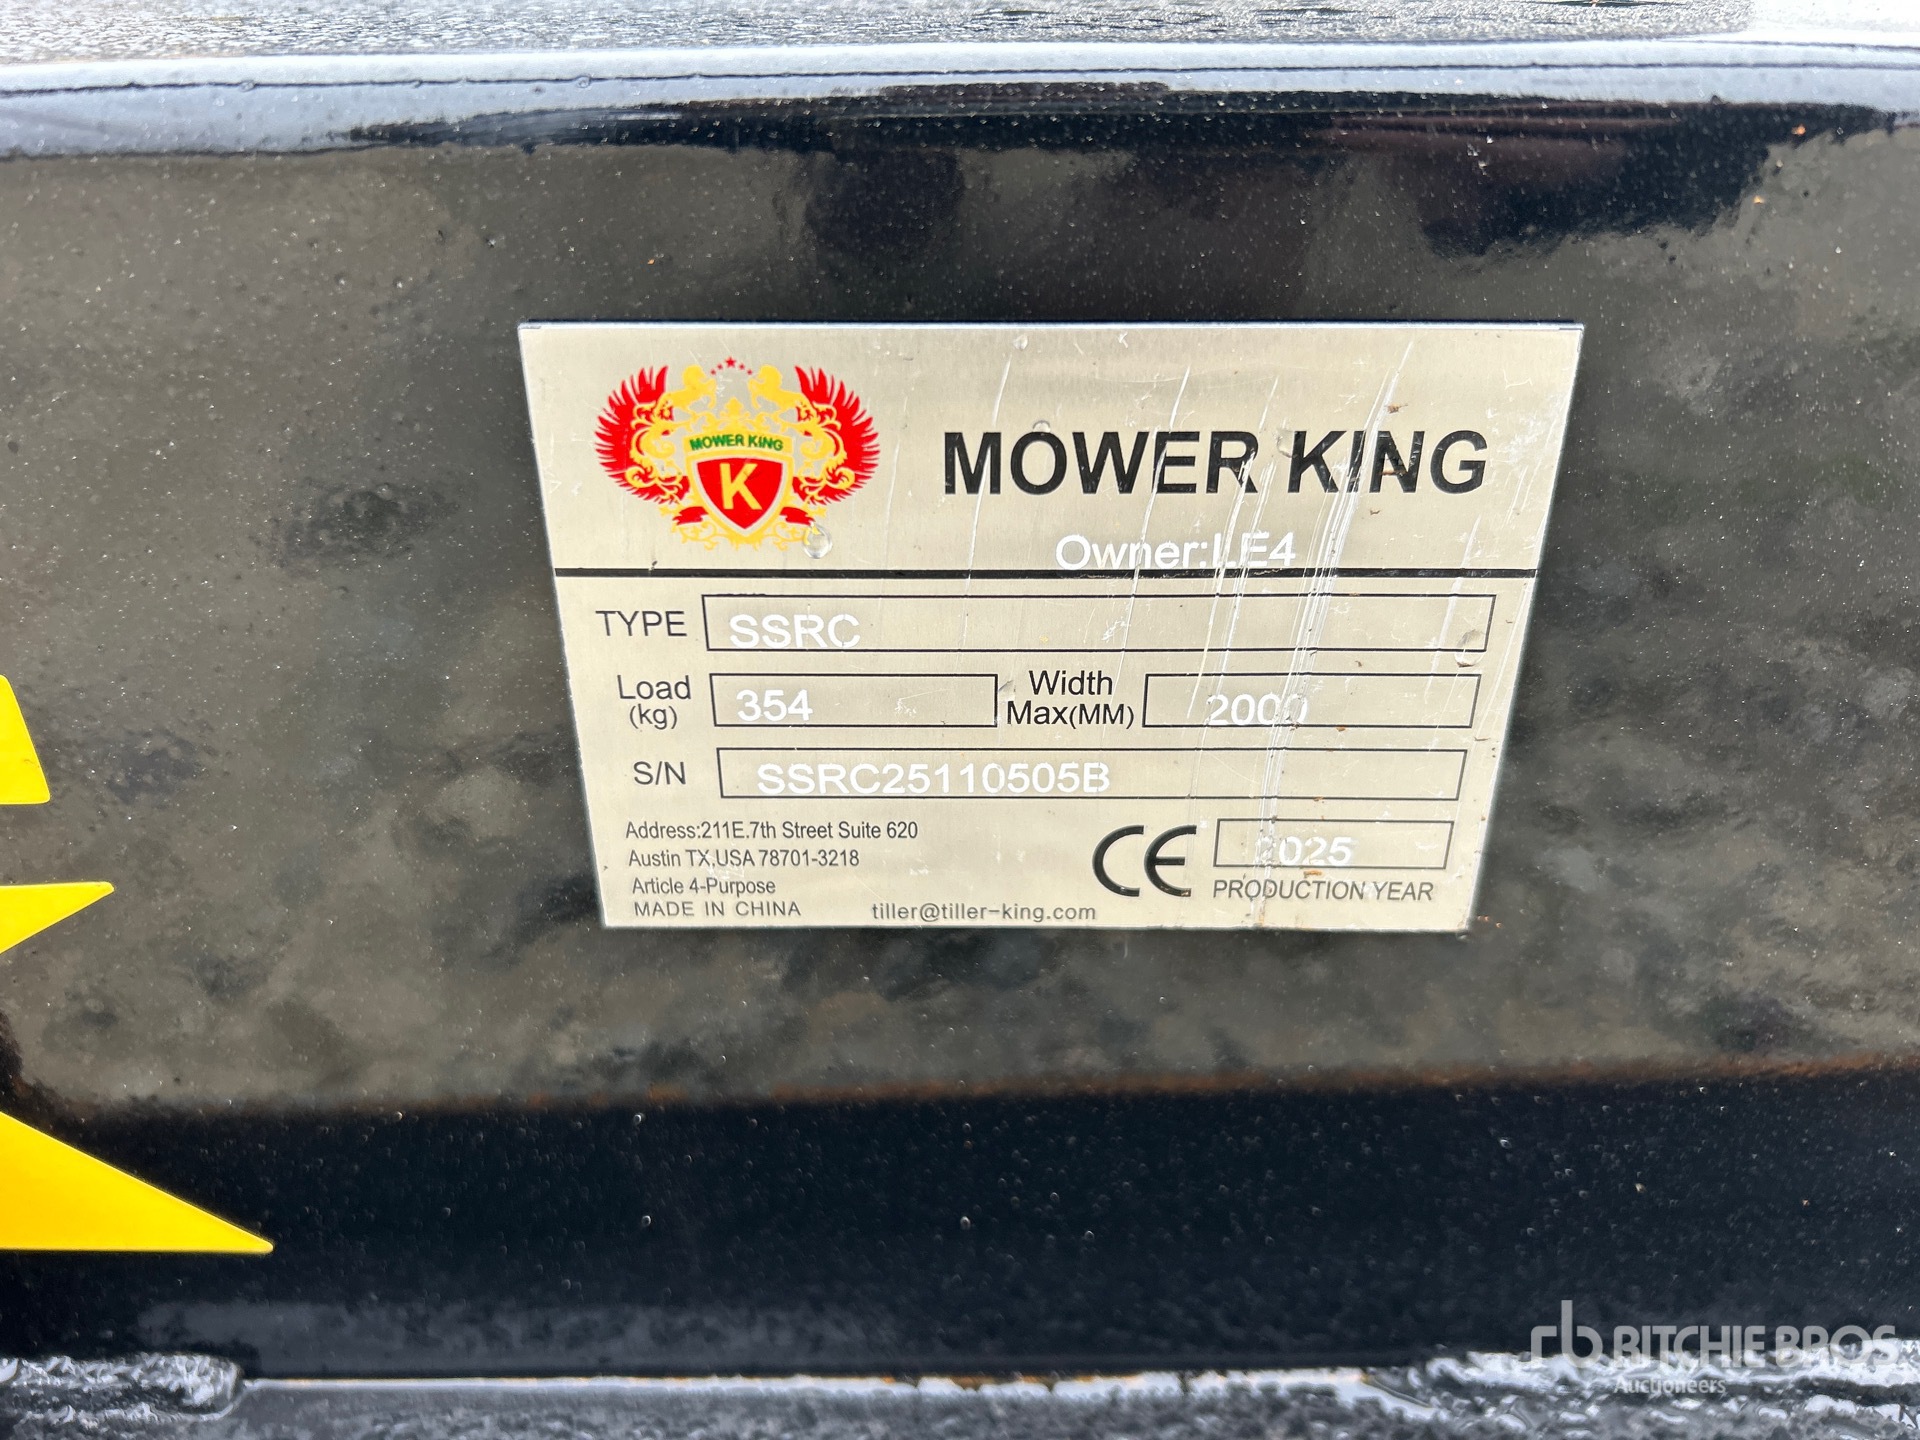 MOWER KING
K
MOWER KING
Owner:LE4
TYPE SSRC
Load (kg) 354 Width Max(MM) 2000
S/N SSRC25110505B
Address:211E.7th Street Suite 620
Austin TX,USA 78701-3218
Article 4-Purpose
MADE IN CHINA
tiller@tiller-king.com
CE 2025
PRODUCTION YEAR
rb RITCHIE BROS
Auctioneers